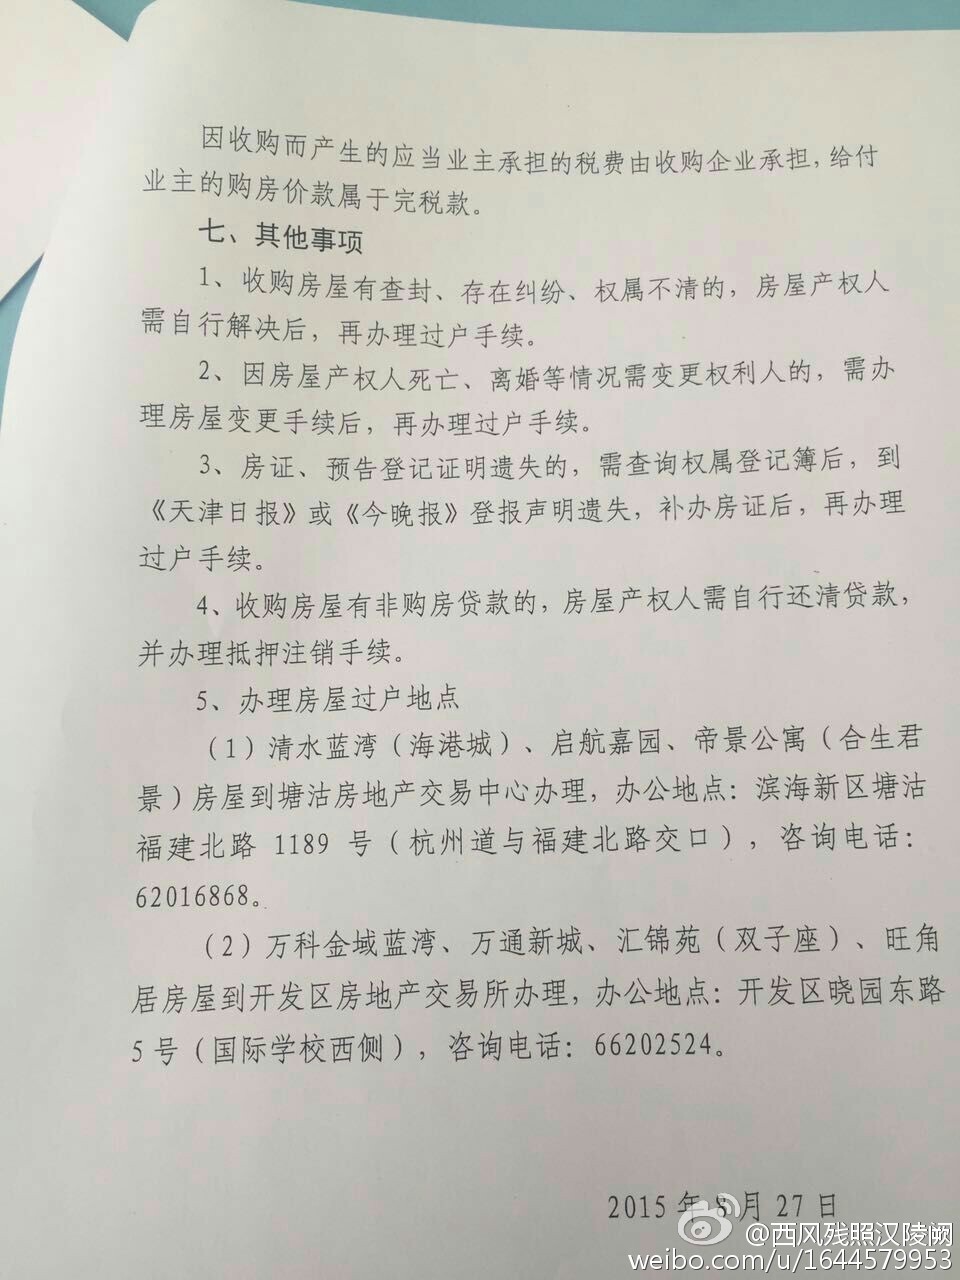 因收购而产生的应当业主承担的税费由收购企业承担，给付
业主的购房价款属于完税款。
七、其他事项
1、收购房屋有查封、存在纠纷、权属不清的，房屋产权人
需自行解决后，再办理过户手续。
2、因房屋产权人死亡、离婚等情况需变更权利人的，需办
理房屋变更手续后，再办理过户手续。
3、房证、预告登记证明遗失的，需查询权属登记簿后，到
《天津日报》或《今晚报》登报声明遗失，补办房证后，再办理
过户手续。
4、收购房屋有非购房贷款的，房屋产权人需自行还清贷款，
并办理抵押注销手续。
5、办理房屋过户地点
（1）清水蓝湾（海港城）、启航嘉园、帝景公寓（合生君
景）房屋到塘沽房地产交易中心办理，办公地点：滨海新区塘沽
福建北路 1189 号（杭州道与福建北路交口），咨询电话：
62016868。
（2）万科金域蓝湾、万通新城、汇锦苑（双子座）、旺角
居房屋到开发区房地产交易所办理，办公地点：开发区晓园东路
5 号（国际学校西侧），咨询电话：66202524。
2015 年 8 月 27 日
@西风残照汉陵阙
weibo.com/u/1644579953